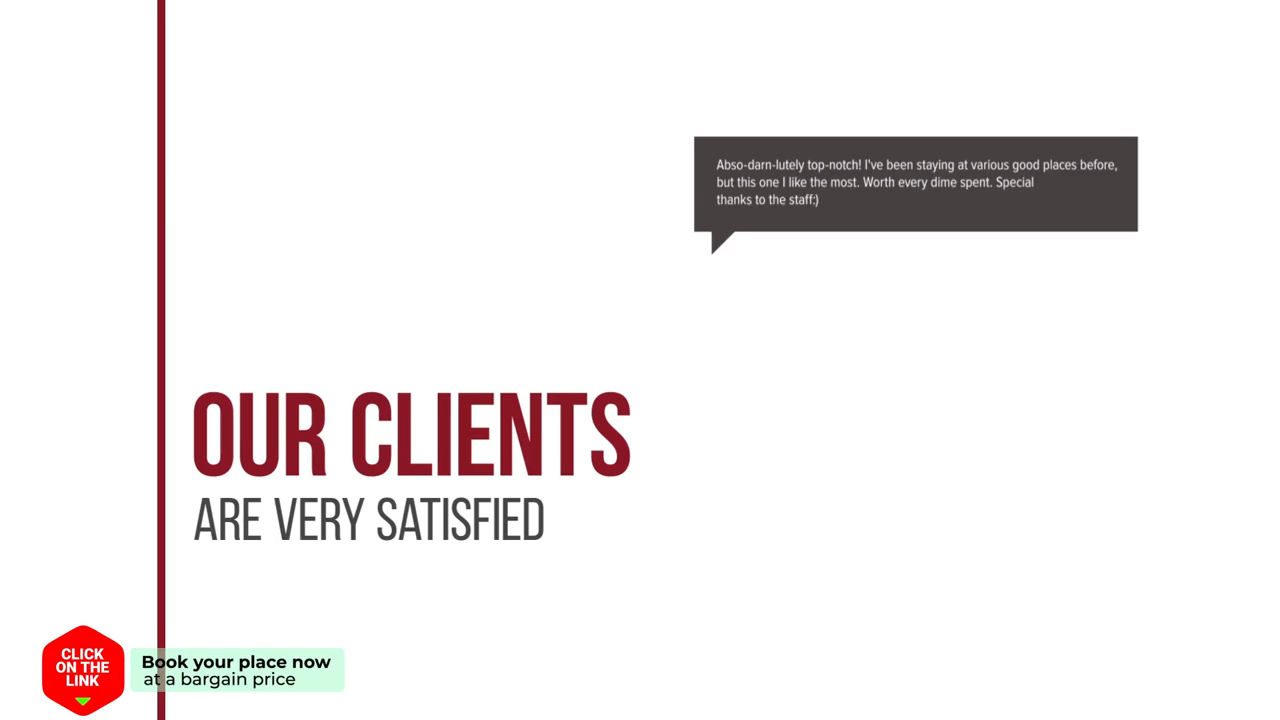 Abso-darn-lutely top-notch! I've been staying at various good places before,
but this one I like the most. Worth every dime spent. Special
thanks to the staff:)
OUR CLIENTS
ARE VERY SATISFIED
CLICK
ON THE
LINK
Book your place now
at a bargain price